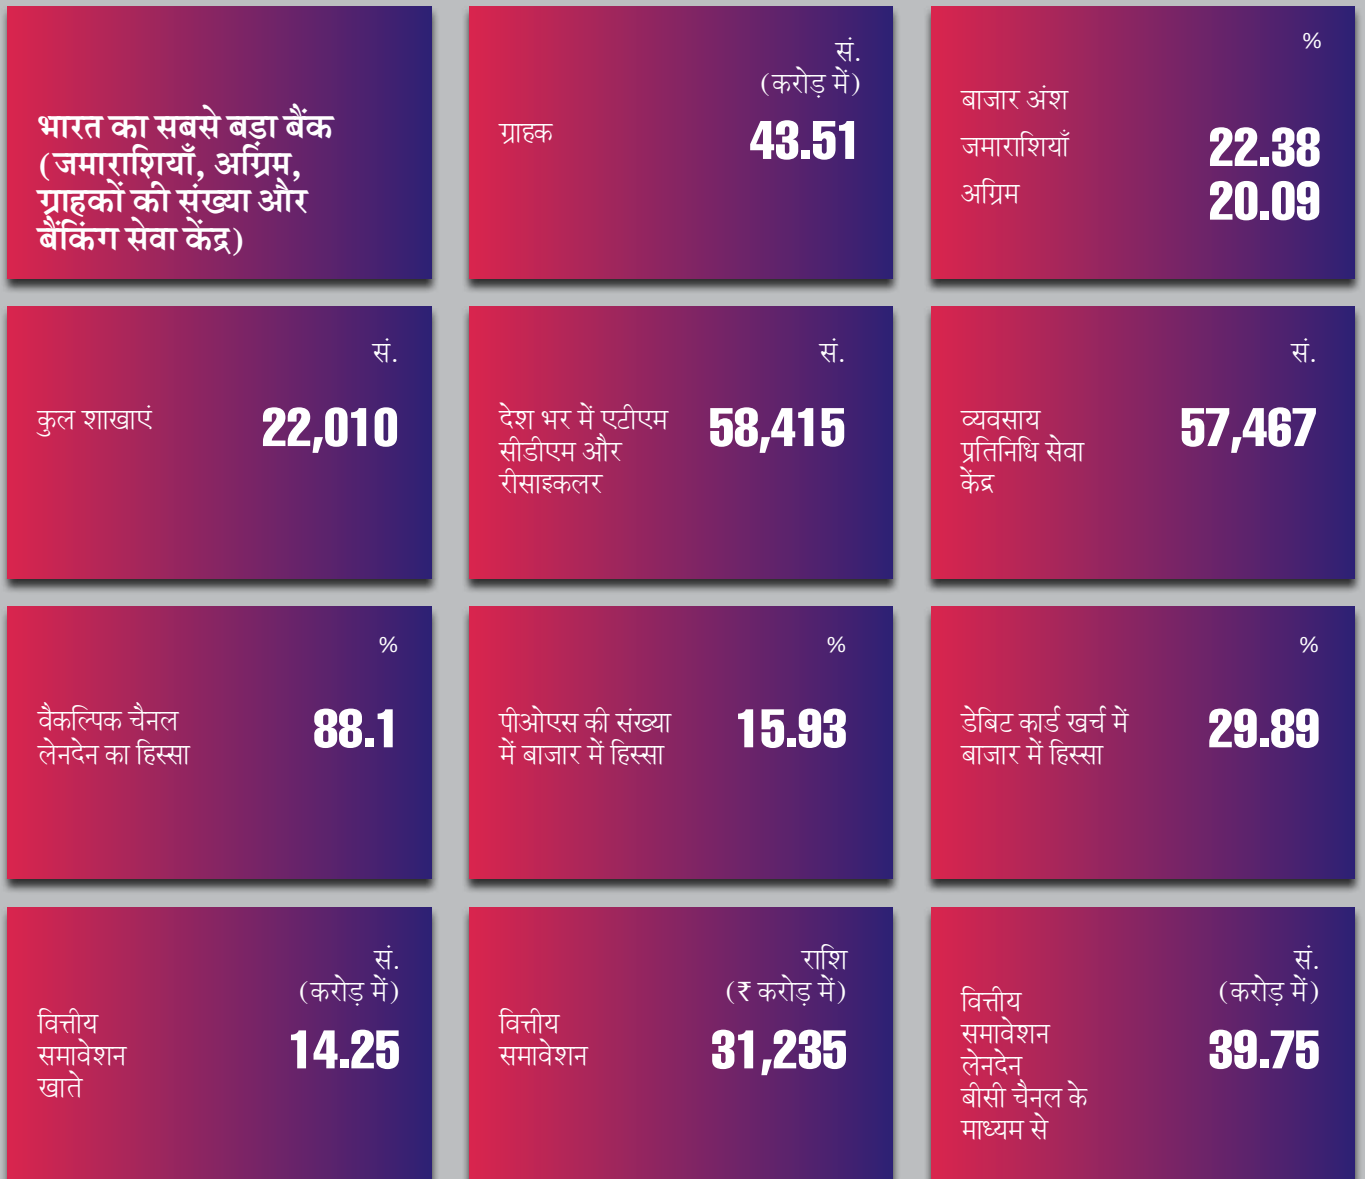 भारत का सबसे बड़ा बैंक
(जमाराशियाँ, अग्रिम,
ग्राहकों की संख्या और
बैंकिंग सेवा केंद्र)
सं.
(करोड़ में)
ग्राहक 43.51
%
बाजार अंश
जमाराशियाँ 22.38
अग्रिम 20.09
सं.
कुल शाखाएं 22,010
सं.
देश भर में एटीएम 58,415
सीडीएम और
रीसाइकलर
सं.
व्यवसाय 57,467
प्रतिनिधि सेवा
केंद्र
%
वैकल्पिक चैनल 88.1
लेनदेन का हिस्सा
%
पीओएस की संख्या 15.93
में बाजार में हिस्सा
%
डेबिट कार्ड खर्च में 29.89
बाजार में हिस्सा
सं.
(करोड़ में)
वित्तीय
समावेशन 14.25
खाते
राशि
(₹ करोड़ में)
वित्तीय
समावेशन 31,235
सं.
(करोड़ में)
वित्तीय
समावेशन 39.75
लेनदेन
बीसी चैनल के
माध्यम से